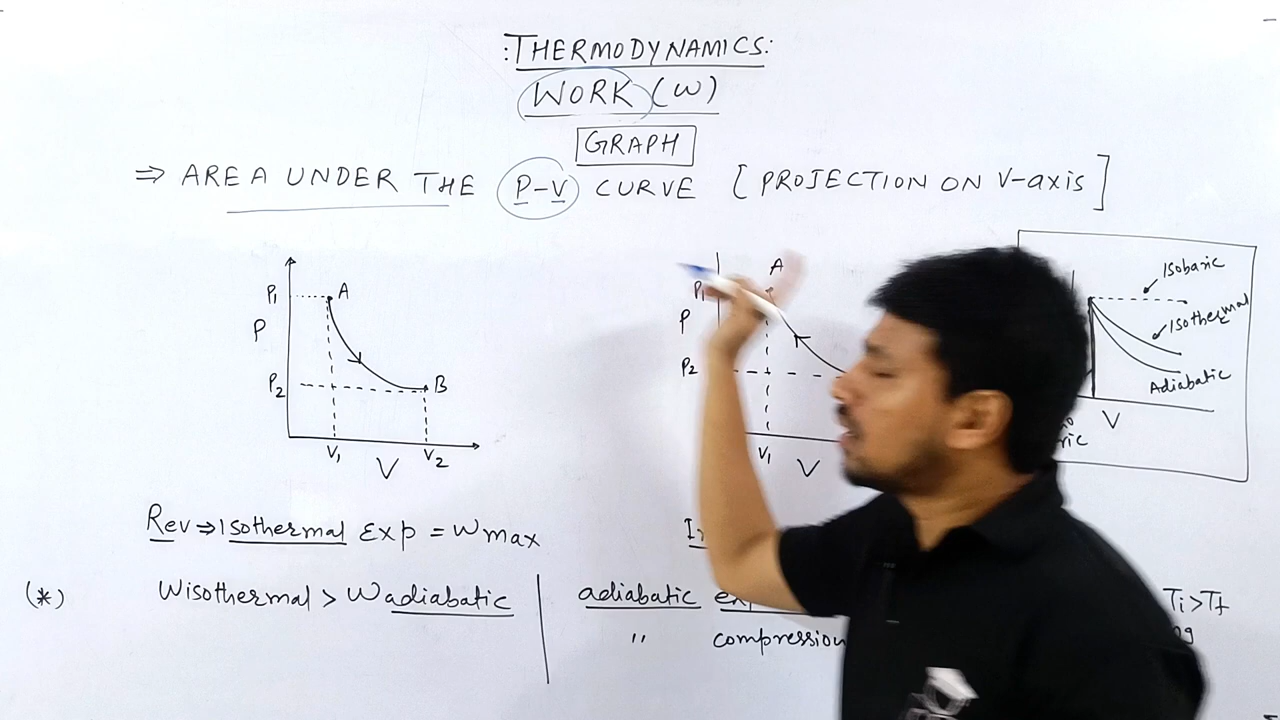 :THERMODYNAMICS:
WORK (W)
GRAPH
⇒ AREA UNDER THE P-V CURVE [PROJECTION ON V-axis]
P1 A
P
P2 B
V1 V V2
A
P1
P
P2
V1 V
Isobaric
Isothermal
Adiabatic
V
ric
Rev ⇒ Isothermal Exp = Wmax
(*) Wisothermal > Wadiabatic
adiabatic
Ti>Tf
" compression